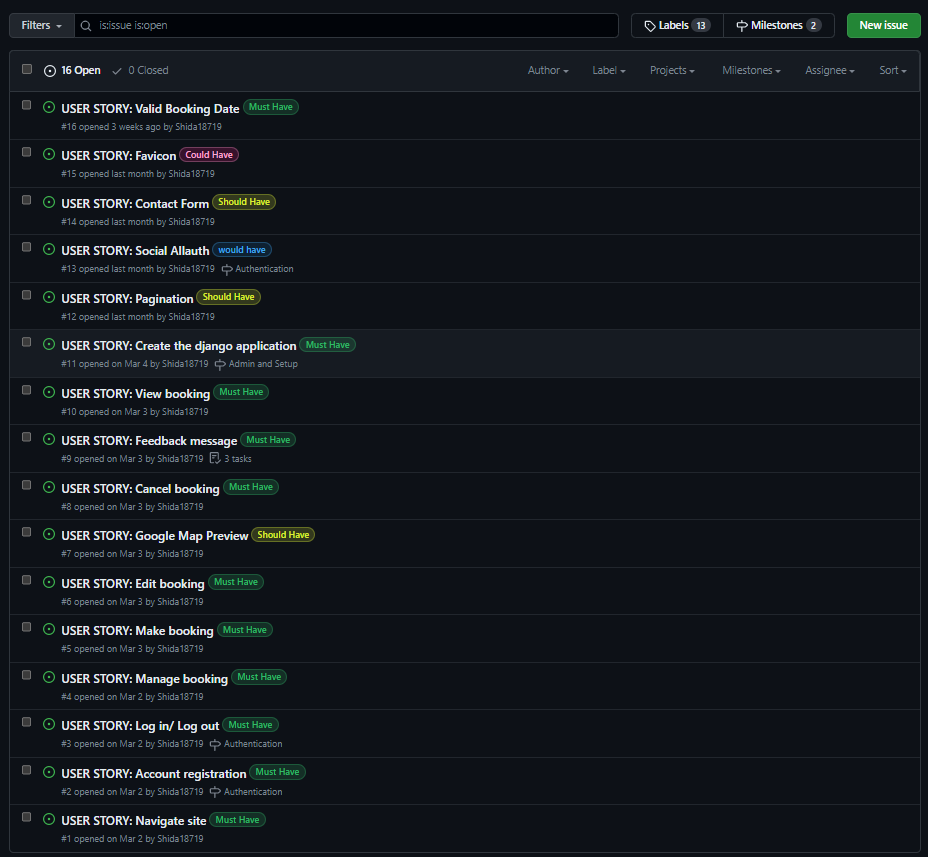 Filters is:issue is:open Labels 13 Milestones 2 New issue
16 Open 0 Closed Author Label Projects Milestones Assignee Sort
USER STORY: Valid Booking Date Must Have
#16 opened 3 weeks ago by Shida18719
USER STORY: Favicon Could Have
#15 opened last month by Shida18719
USER STORY: Contact Form Should Have
#14 opened last month by Shida18719
USER STORY: Social Allauth would have
#13 opened last month by Shida18719 Authentication
USER STORY: Pagination Should Have
#12 opened last month by Shida18719
USER STORY: Create the django application Must Have
#11 opened on Mar 4 by Shida18719 Admin and Setup
USER STORY: View booking Must Have
#10 opened on Mar 3 by Shida18719
USER STORY: Feedback message Must Have
#9 opened on Mar 3 by Shida18719 3 tasks
USER STORY: Cancel booking Must Have
#8 opened on Mar 3 by Shida18719
USER STORY: Google Map Preview Should Have
#7 opened on Mar 3 by Shida18719
USER STORY: Edit booking Must Have
#6 opened on Mar 3 by Shida18719
USER STORY: Make booking Must Have
#5 opened on Mar 3 by Shida18719
USER STORY: Manage booking Must Have
#4 opened on Mar 2 by Shida18719
USER STORY: Log in/ Log out Must Have
#3 opened on Mar 2 by Shida18719 Authentication
USER STORY: Account registration Must Have
#2 opened on Mar 2 by Shida18719 Authentication
USER STORY: Navigate site Must Have
#1 opened on Mar 2 by Shida18719